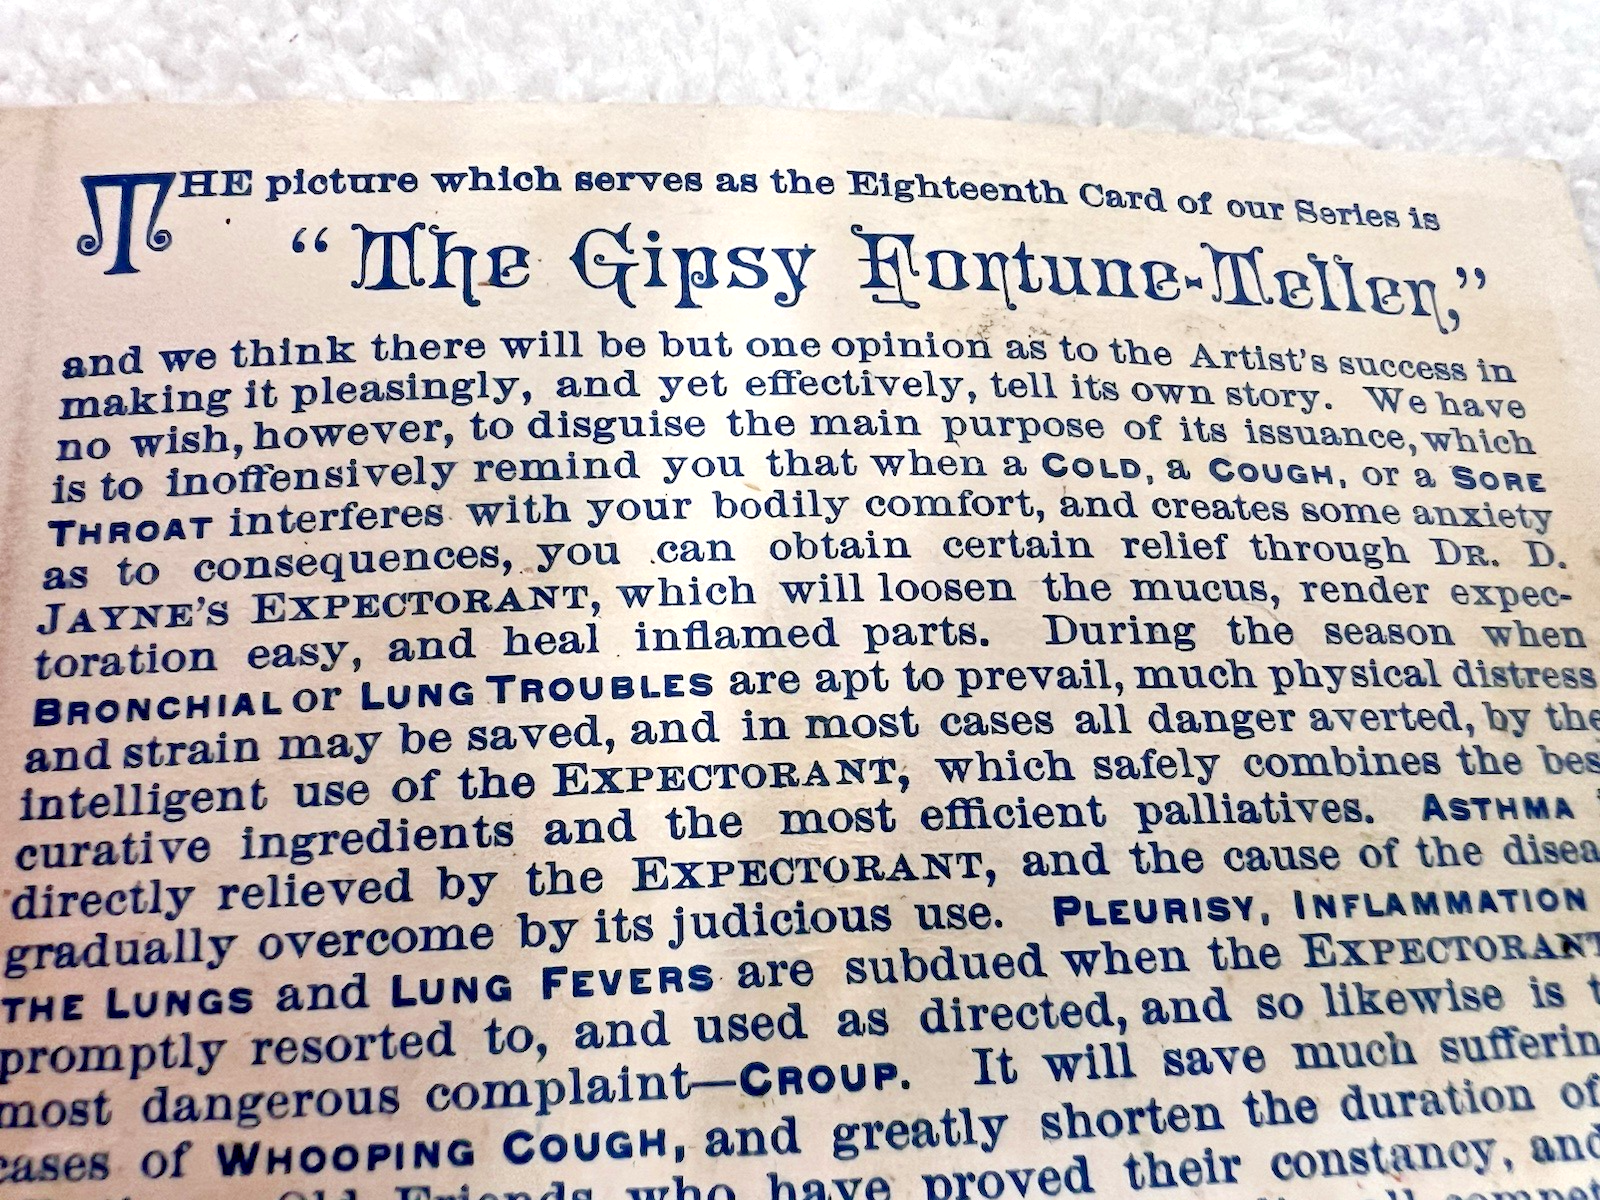 THE picture which serves as the Eighteenth Card of our Series is
“The Gipsy Fortune-Teller,”
and we think there will be but one opinion as to the Artist's success in
making it pleasingly, and yet effectively, tell its own story. We have
no wish, however, to disguise the main purpose of its issuance, which
is to inoffensively remind you that when a COLD, a COUGH, or a SORE
THROAT interferes with your bodily comfort, and creates some anxiety
as to consequences, you can obtain certain relief through DR. D.
JAYNE'S EXPECTORANT, which will loosen the mucus, render expec-
toration easy, and heal inflamed parts. During the season when
BRONCHIAL or LUNG TROUBLES are apt to prevail, much physical distress
and strain may be saved, and in most cases all danger averted, by the
intelligent use of the EXPECTORANT, which safely combines the bes
curative ingredients and the most efficient palliatives. ASTHMA
directly relieved by the EXPECTORANT, and the cause of the disea
gradually overcome by its judicious use. PLEURISY, INFLAMMATION
THE LUNGS and LUNG FEVERS are subdued when the EXPECTORANT
promptly resorted to, and used as directed, and so likewise is t
most dangerous complaint—CROUP. It will save much sufferin
cases of WHOOPING COUGH, and greatly shorten the duration of
Old Friends who have proved their constancy, and